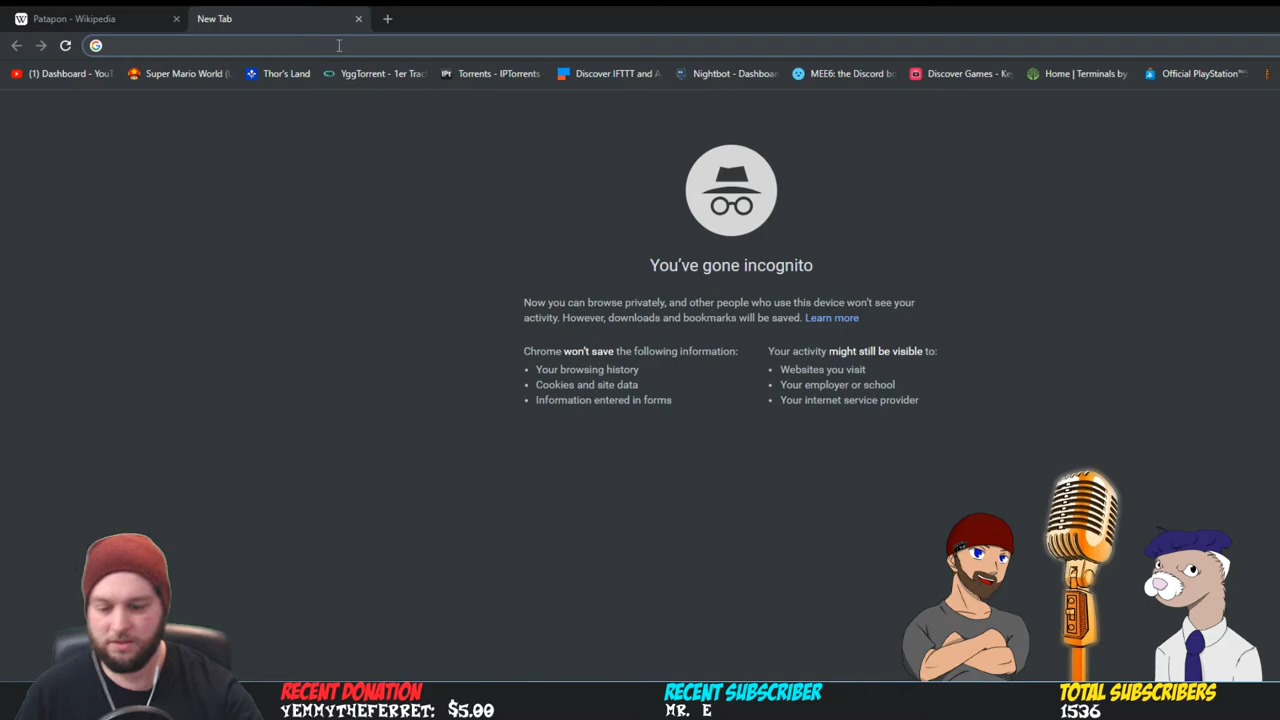 Patapon - Wikipedia
New Tab
(1) Dashboard - YouT
Super Mario World (U
Thor's Land
YggTorrent - 1er Trac
IPT Torrents - IPTorrents
Discover IFTTT and A
Nightbot - Dashboar
MEE6: the Discord bo
Discover Games - Ke
Home | Terminals by
Official PlayStation™
You've gone incognito
Now you can browse privately, and other people who use this device won't see your
activity. However, downloads and bookmarks will be saved. Learn more
Chrome won't save the following information:
• Your browsing history
• Cookies and site data
• Information entered in forms
Your activity might still be visible to:
• Websites you visit
• Your employer or school
• Your internet service provider
RECENT DONATION
YEMMYTHEFERRET: $5.00
RECENT SUBSCRIBER
MR. E
TOTAL SUBSCRIBERS
1536